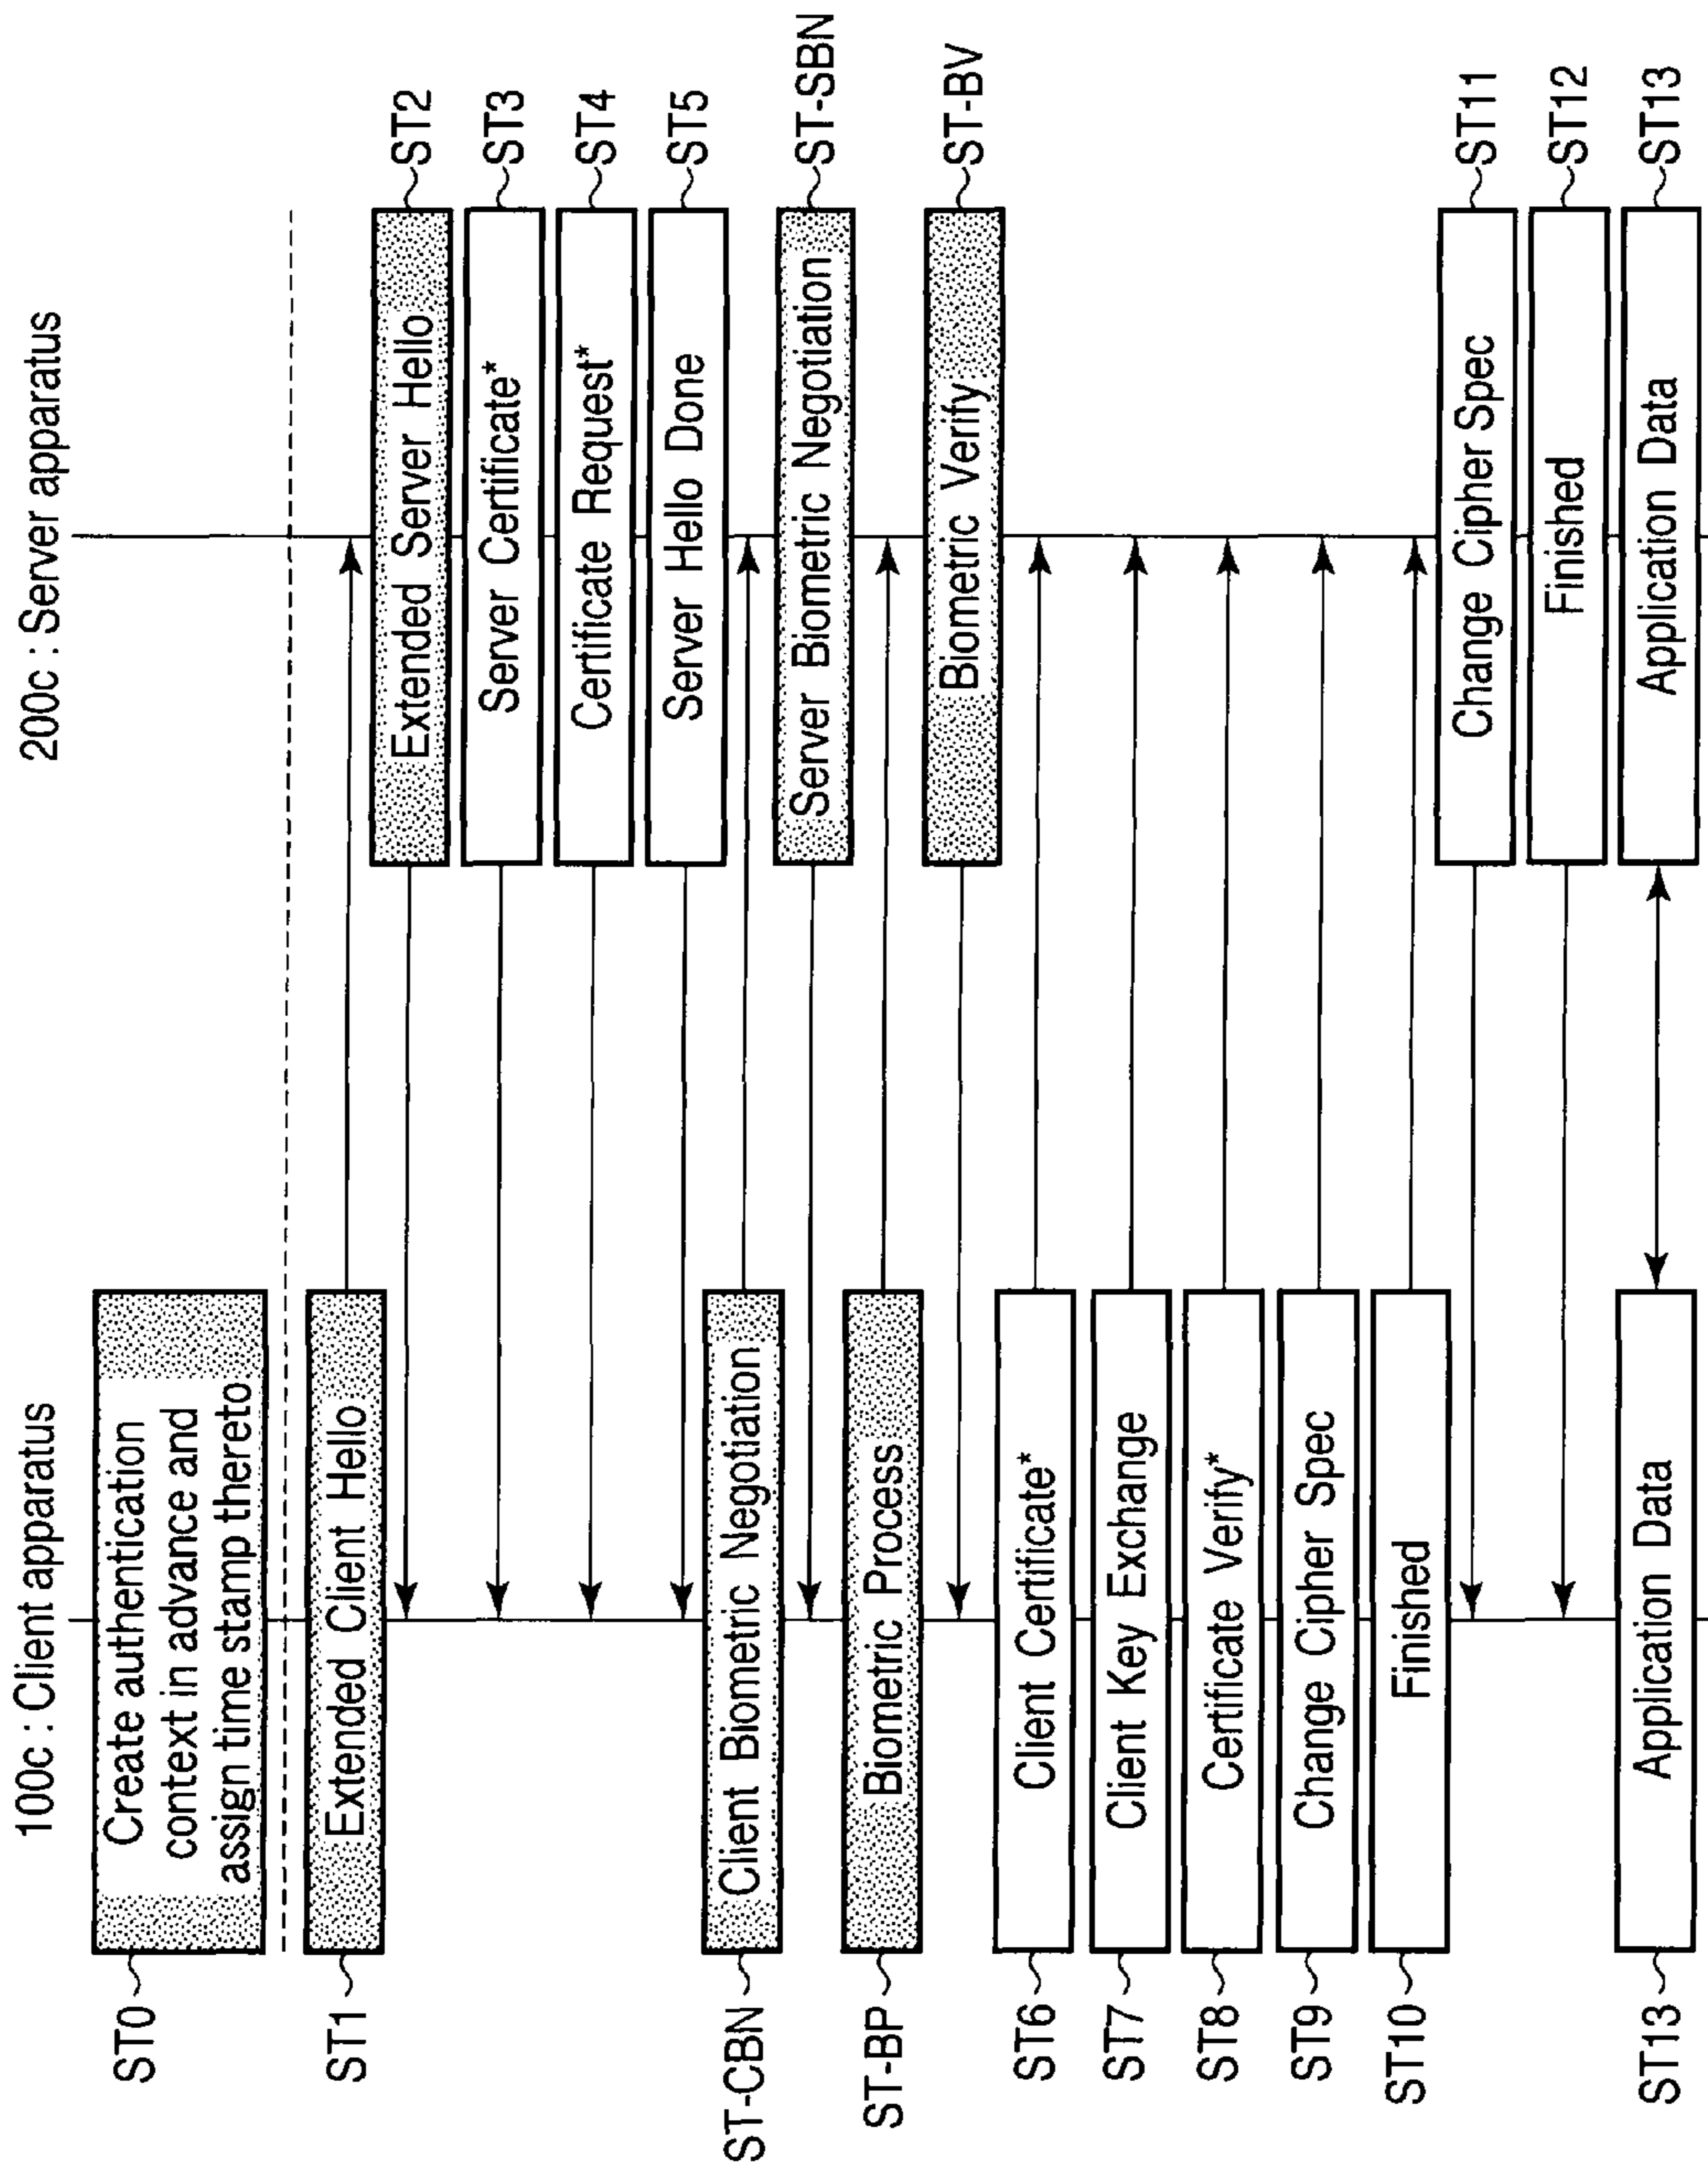 100c : Client apparatus
200c : Server apparatus
ST0
Create authentication
context in advance and
assign time stamp thereto
ST1
Extended Client Hello
Extended Server Hello
ST2
Server Certificate*
ST3
Certificate Request*
ST4
Server Hello Done
ST5
ST-CBN
Client Biometric Negotiation
Server Biometric Negotiation
ST-SBN
ST-BP
Biometric Process
Biometric Verify
ST-BV
ST6
Client Certificate*
ST7
Client Key Exchange
ST8
Certificate Verify*
ST9
Change Cipher Spec
ST10
Finished
Change Cipher Spec
ST11
Finished
ST12
ST13
Application Data
Application Data
ST13